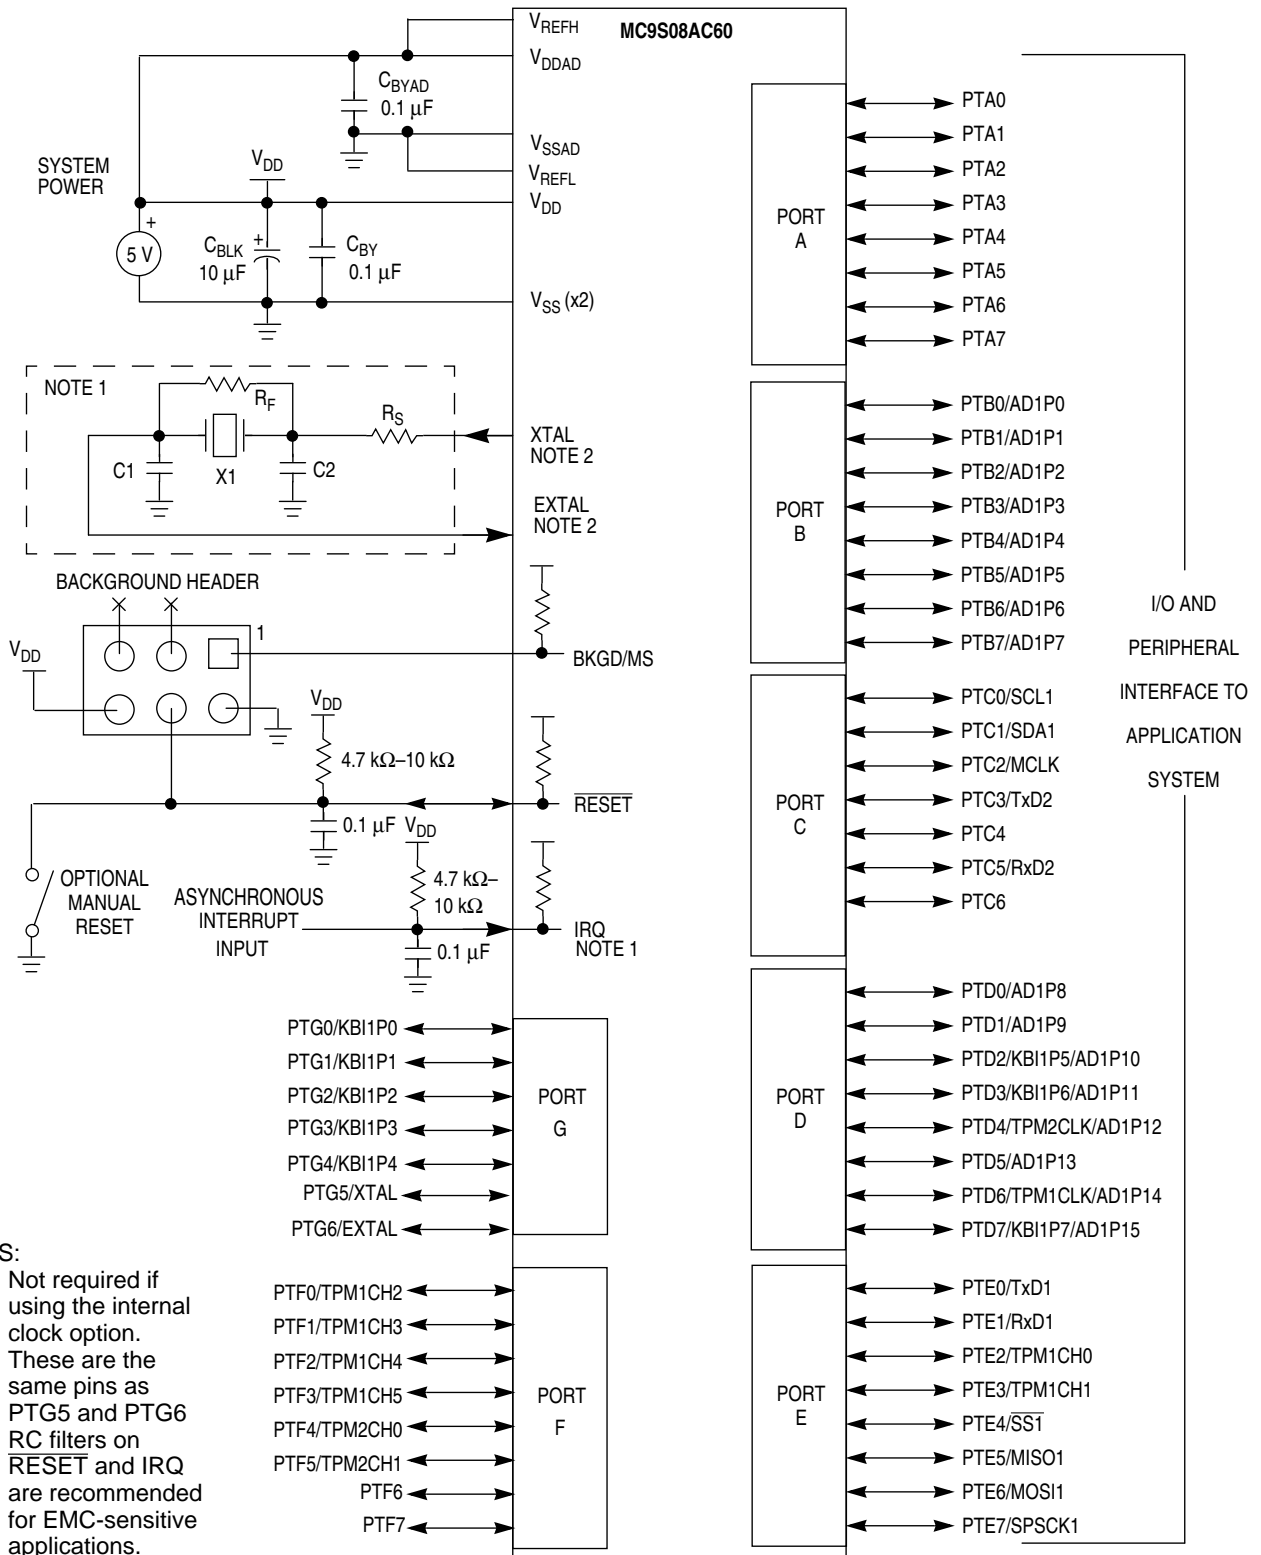 MC9S08AC60
VREFH
VDDAD
CBYAD
0.1 μF
VSSAD
VREFL
VDD
SYSTEM
POWER
VDD
+
5 V
CBLK
+
10 μF
CBY
0.1 μF
VSS (x2)
NOTE 1
RF
RS
C1
X1
C2
XTAL
NOTE 2
EXTAL
NOTE 2
BACKGROUND HEADER
1
VDD
BKGD/MS
VDD
4.7 kΩ–10 kΩ
RESET
0.1 μF
VDD
4.7 kΩ–
10 kΩ
OPTIONAL
MANUAL
RESET
ASYNCHRONOUS
INTERRUPT
INPUT
0.1 μF
IRQ
NOTE 1
PTG0/KBI1P0
PTG1/KBI1P1
PTG2/KBI1P2
PTG3/KBI1P3
PTG4/KBI1P4
PTG5/XTAL
PTG6/EXTAL
PORT
G
PTF0/TPM1CH2
PTF1/TPM1CH3
PTF2/TPM1CH4
PTF3/TPM1CH5
PTF4/TPM2CH0
PTF5/TPM2CH1
PTF6
PTF7
PORT
F
S:
Not required if
using the internal
clock option.
These are the
same pins as
PTG5 and PTG6
RC filters on
RESET and IRQ
are recommended
for EMC-sensitive
applications.
PORT
A
PTA0
PTA1
PTA2
PTA3
PTA4
PTA5
PTA6
PTA7
PORT
B
PTB0/AD1P0
PTB1/AD1P1
PTB2/AD1P2
PTB3/AD1P3
PTB4/AD1P4
PTB5/AD1P5
PTB6/AD1P6
PTB7/AD1P7
PORT
C
PTC0/SCL1
PTC1/SDA1
PTC2/MCLK
PTC3/TxD2
PTC4
PTC5/RxD2
PTC6
PORT
D
PTD0/AD1P8
PTD1/AD1P9
PTD2/KBI1P5/AD1P10
PTD3/KBI1P6/AD1P11
PTD4/TPM2CLK/AD1P12
PTD5/AD1P13
PTD6/TPM1CLK/AD1P14
PTD7/KBI1P7/AD1P15
PORT
E
PTE0/TxD1
PTE1/RxD1
PTE2/TPM1CH0
PTE3/TPM1CH1
PTE4/SS1
PTE5/MISO1
PTE6/MOSI1
PTE7/SPSCK1
I/O AND
PERIPHERAL
INTERFACE TO
APPLICATION
SYSTEM